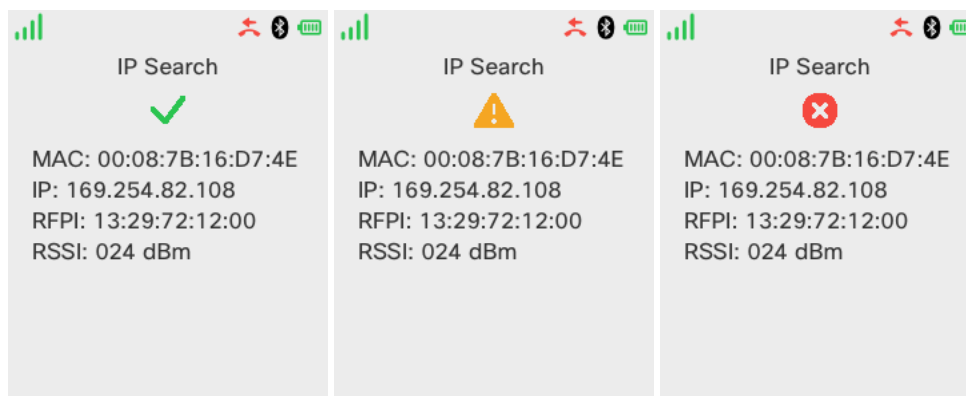 IP Search
MAC: 00:08:7B:16:D7:4E
IP: 169.254.82.108
RFPI: 13:29:72:12:00
RSSI: 024 dBm
IP Search
MAC: 00:08:7B:16:D7:4E
IP: 169.254.82.108
RFPI: 13:29:72:12:00
RSSI: 024 dBm
IP Search
MAC: 00:08:7B:16:D7:4E
IP: 169.254.82.108
RFPI: 13:29:72:12:00
RSSI: 024 dBm